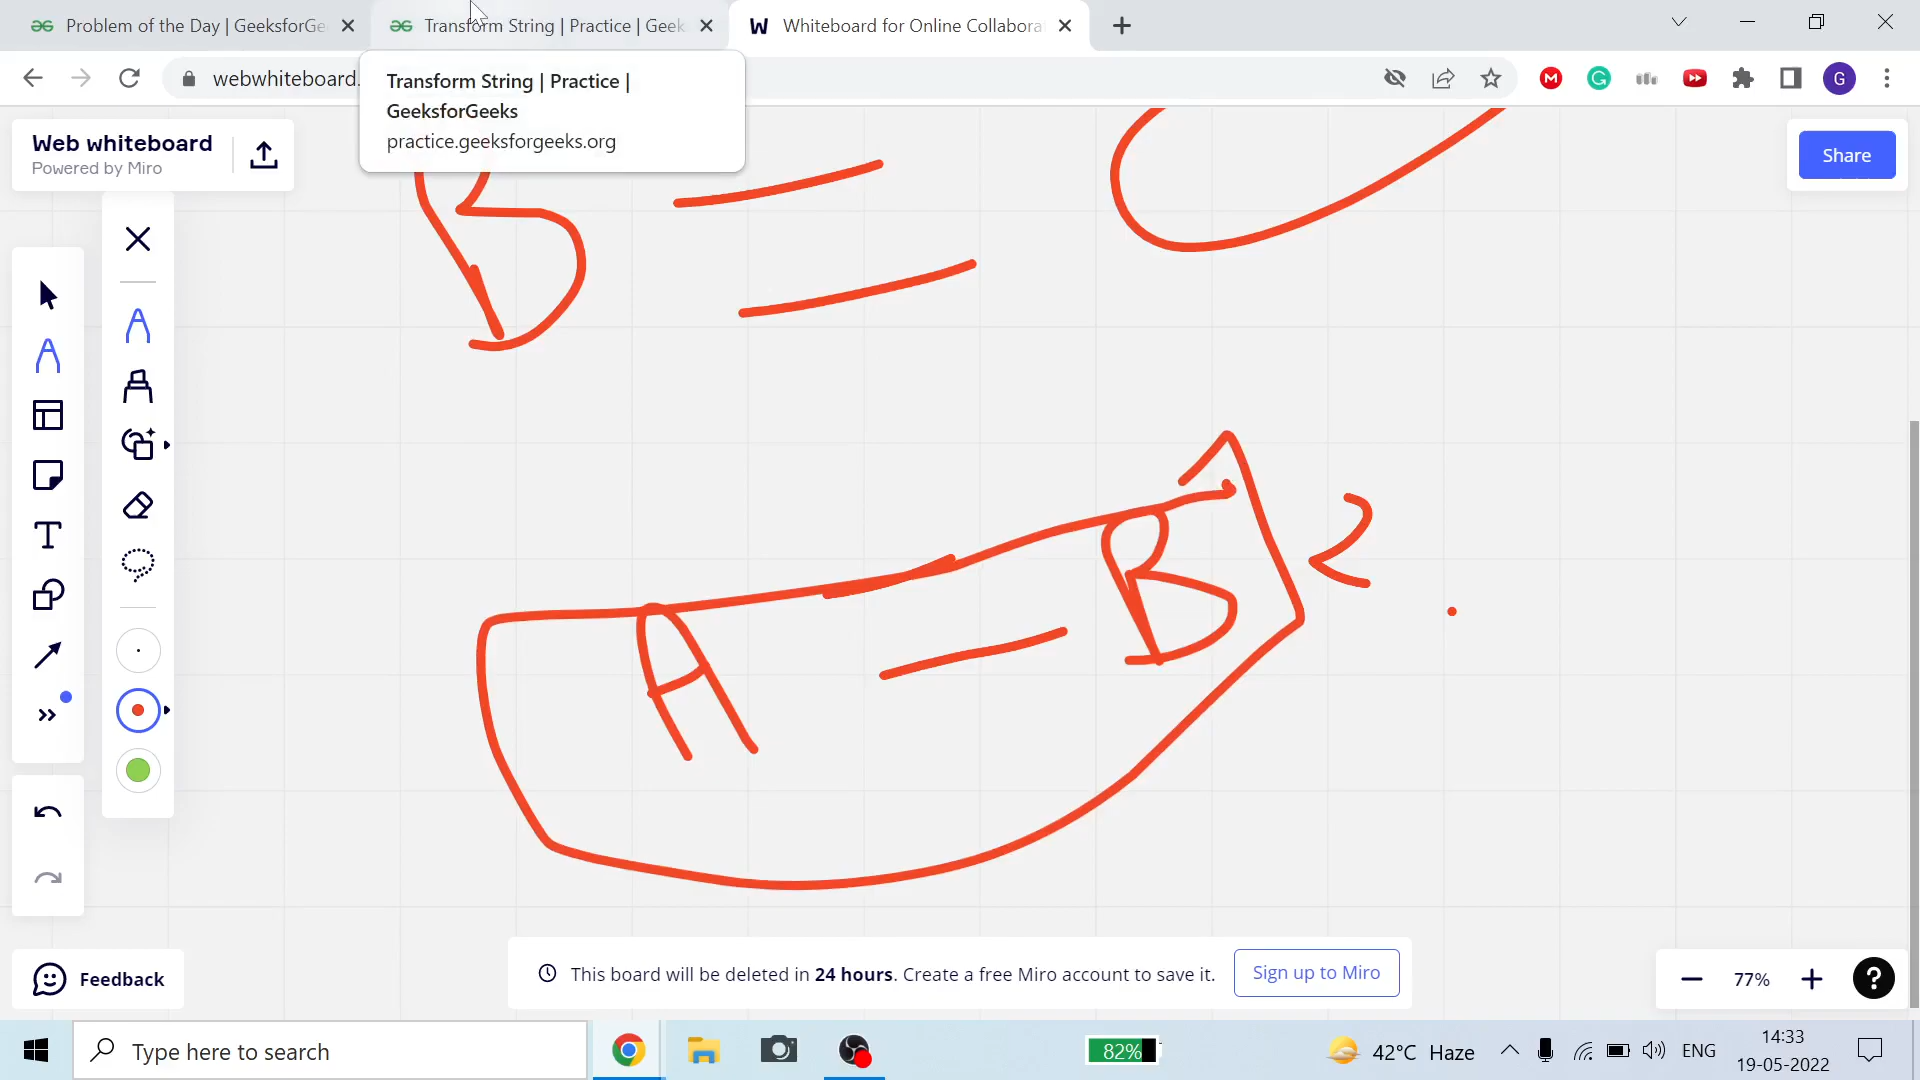 Problem of the Day | GeeksforGe
Transform String | Practice | Geek
Whiteboard for Online Collabora
webwhiteboard.
Transform String | Practice |
GeeksforGeeks
practice.geeksforgeeks.org
G
Web whiteboard
Powered by Miro
Share
B =
A = B
2
Feedback
This board will be deleted in 24 hours. Create a free Miro account to save it.
Sign up to Miro
77%
Type here to search
82%
42°C Haze
ENG
14:33
19-05-2022